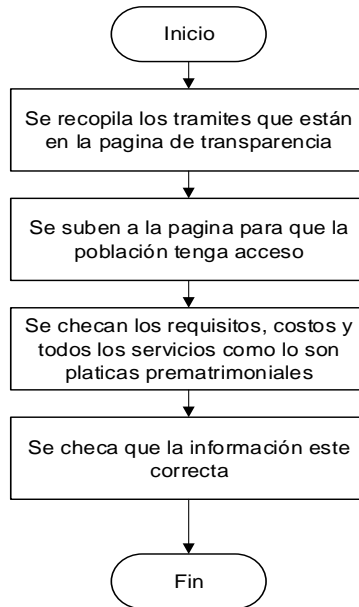 Inicio
Se recopila los tramites que están
en la pagina de transparencia
Se suben a la pagina para que la
población tenga acceso
Se checan los requisitos, costos y
todos los servicios como lo son
platicas prematrimoniales
Se checa que la información este
correcta
Fin